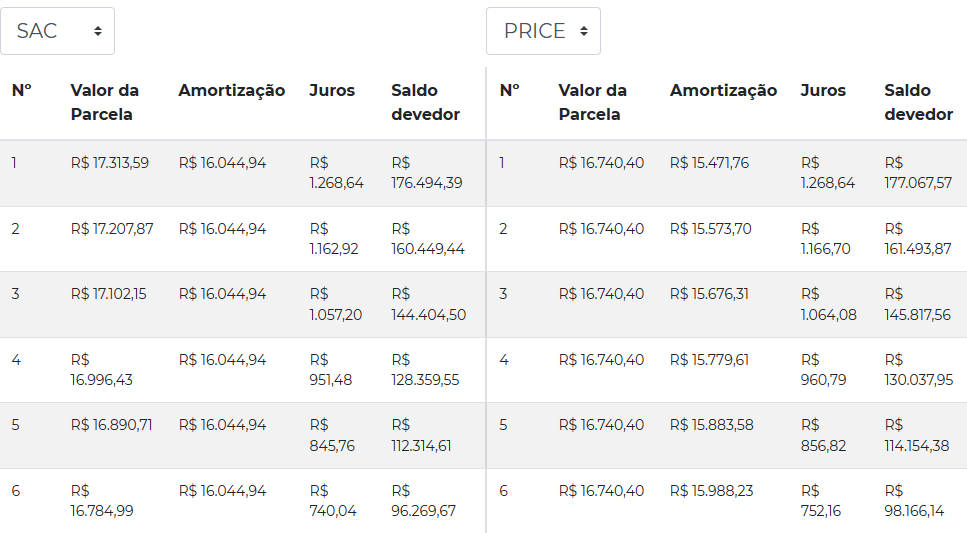 SAC
PRICE
Nº Valor da Parcela Amortização Juros Saldo devedor
1 R$ 17.313,59 R$ 16.044,94 R$ 1.268,64 R$ 176.494,39
2 R$ 17.207,87 R$ 16.044,94 R$ 1.162,92 R$ 160.449,44
3 R$ 17.102,15 R$ 16.044,94 R$ 1.057,20 R$ 144.404,50
4 R$ 16.996,43 R$ 16.044,94 R$ 951,48 R$ 128.359,55
5 R$ 16.890,71 R$ 16.044,94 R$ 845,76 R$ 112.314,61
6 R$ 16.784,99 R$ 16.044,94 R$ 740,04 R$ 96.269,67
Nº Valor da Parcela Amortização Juros Saldo devedor
1 R$ 16.740,40 R$ 15.471,76 R$ 1.268,64 R$ 177.067,57
2 R$ 16.740,40 R$ 15.573,70 R$ 1.166,70 R$ 161.493,87
3 R$ 16.740,40 R$ 15.676,31 R$ 1.064,08 R$ 145.817,56
4 R$ 16.740,40 R$ 15.779,61 R$ 960,79 R$ 130.037,95
5 R$ 16.740,40 R$ 15.883,58 R$ 856,82 R$ 114.154,38
6 R$ 16.740,40 R$ 15.988,23 R$ 752,16 R$ 98.166,14